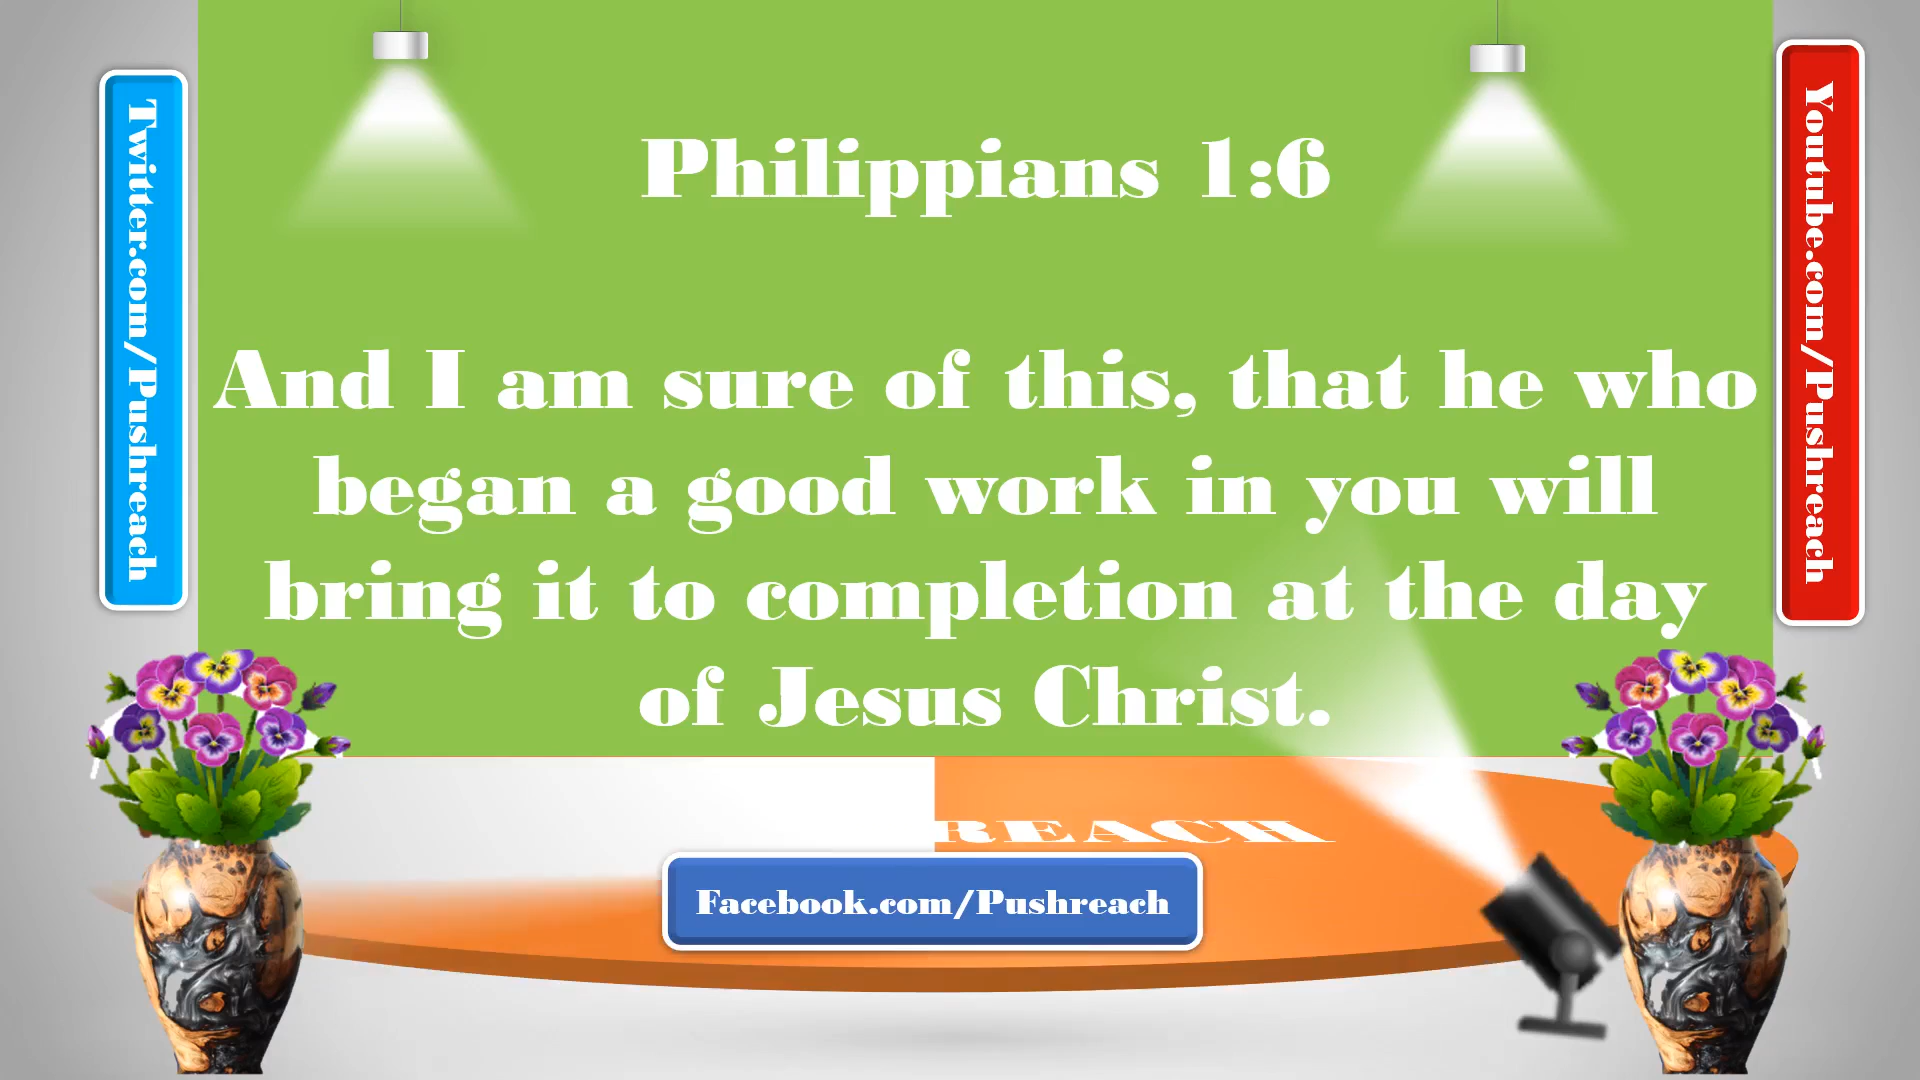 Philippians 1:6
And I am sure of this, that he who
began a good work in you will
bring it to completion at the day
of Jesus Christ.
Twitter.com/Pushreach
Youtube.com/Pushreach
REACH
Facebook.com/Pushreach